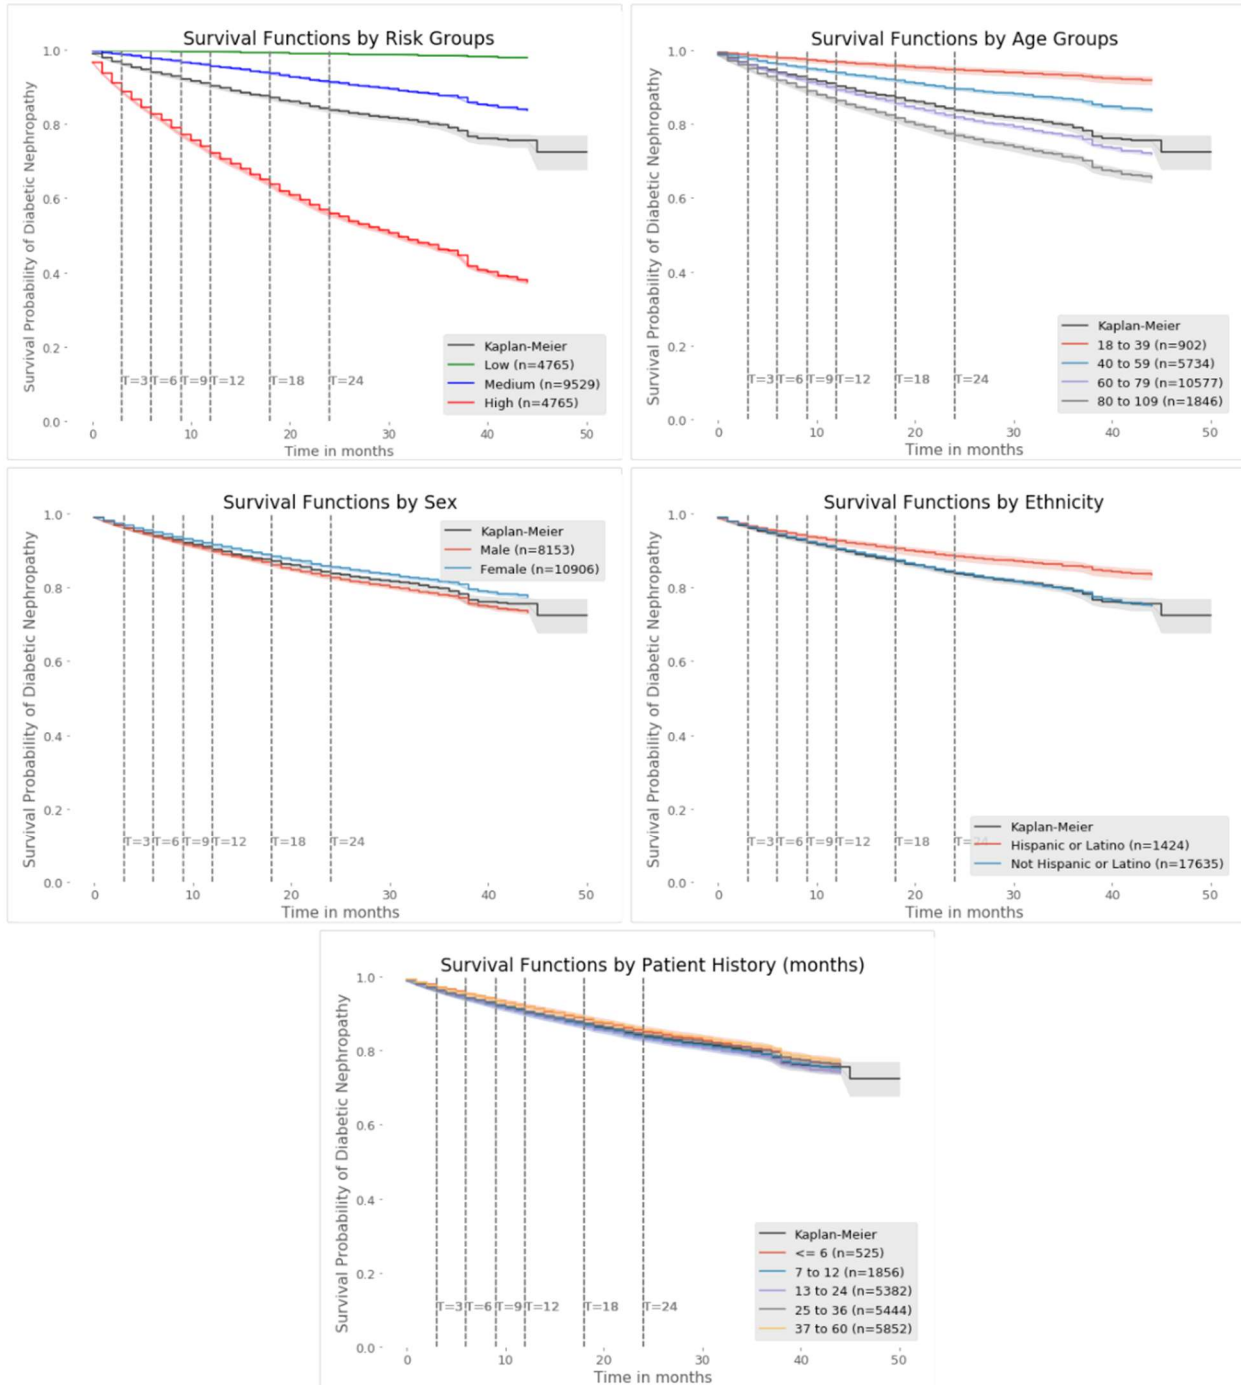 Survival Functions by Risk Groups
Survival Probability of Diabetic Nephropathy
1.0
0.8
0.6
0.4
0.2
0.0
T=3 T=6 T=9 T=12 T=18 T=24
Kaplan-Meier
Low (n=4765)
Medium (n=9529)
High (n=4765)
0 10 20 30 40 50
Time in months
Survival Functions by Age Groups
Survival Probability of Diabetic Nephropathy
1.0
0.8
0.6
0.4
0.2
0.0
T=3 T=6 T=9 T=12 T=18 T=24
Kaplan-Meier
18 to 39 (n=902)
40 to 59 (n=5734)
60 to 79 (n=10577)
80 to 109 (n=1846)
0 10 20 30 40 50
Time in months
Survival Functions by Sex
Survival Probability of Diabetic Nephropathy
1.0
0.8
0.6
0.4
0.2
0.0
Kaplan-Meier
Male (n=8153)
Female (n=10906)
T=3 T=6 T=9 T=12 T=18 T=24
0 10 20 30 40 50
Time in months
Survival Functions by Ethnicity
Survival Probability of Diabetic Nephropathy
1.0
0.8
0.6
0.4
0.2
0.0
T=3 T=6 T=9 T=12 T=18 T=24
Kaplan-Meier
Hispanic or Latino (n=1424)
Not Hispanic or Latino (n=17635)
0 10 20 30 40 50
Time in months
Survival Functions by Patient History (months)
Survival Probability of Diabetic Nephropathy
1.0
0.8
0.6
0.4
0.2
0.0
T=3 T=6 T=9 T=12 T=18 T=24
Kaplan-Meier
<= 6 (n=525)
7 to 12 (n=1856)
13 to 24 (n=5382)
25 to 36 (n=5444)
37 to 60 (n=5852)
0 10 20 30 40 50
Time in months